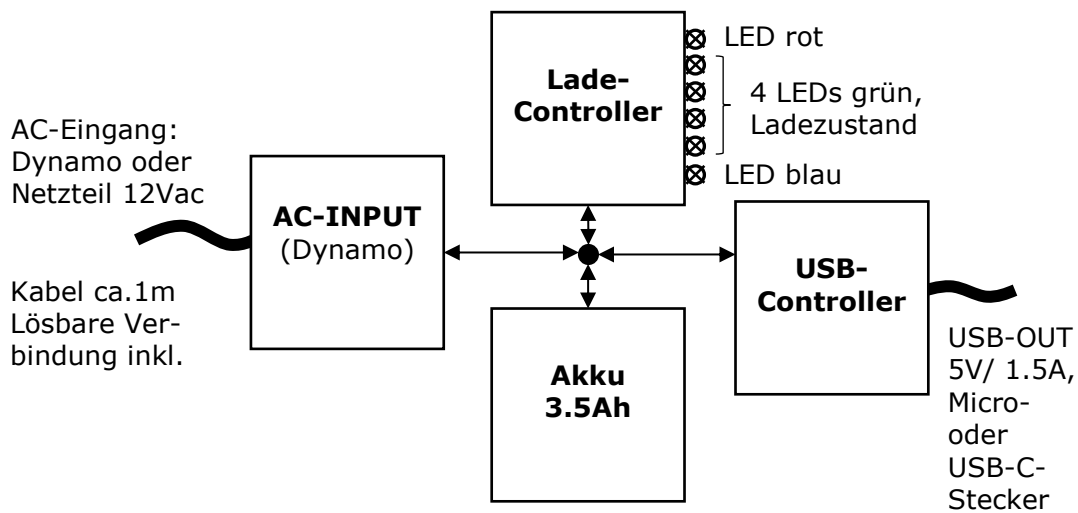 LED rot
Lade-
Controller
4 LEDs grün,
Ladezustand
LED blau
AC-Eingang:
Dynamo oder
Netzteil 12Vac
AC-INPUT
(Dynamo)
Kabel ca.1m
Lösbare Ver-
bindung inkl.
USB-
Controller
Akku
3.5Ah
USB-OUT
5V/ 1.5A,
Micro-
oder
USB-C-
Stecker